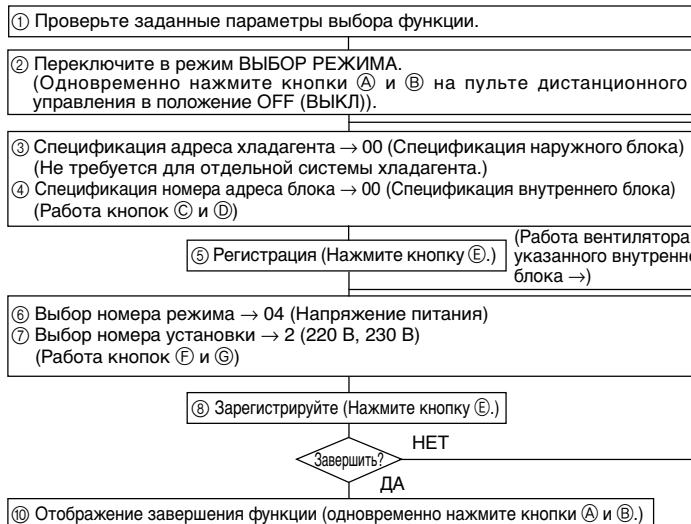 ① Проверьте заданные параметры выбора функции.
② Переключите в режим ВЫБОР РЕЖИМА.
(Одновременно нажмите кнопки Ⓐ и Ⓑ на пульте дистанционного
управления в положение OFF (ВЫКЛ)).
③ Спецификация адреса хладагента → 00 (Спецификация наружного блока)
(Не требуется для отдельной системы хладагента.)
④ Спецификация номера адреса блока → 00 (Спецификация внутреннего блока)
(Работа кнопок Ⓒ и Ⓓ)
⑤ Регистрация (Нажмите кнопку Ⓔ.)
(Работа вентилятора
указанного внутренне
блока →)
⑥ Выбор номера режима → 04 (Напряжение питания)
⑦ Выбор номера установки → 2 (220 В, 230 В)
(Работа кнопок Ⓕ и Ⓖ)
⑧ Зарегистрируйте (Нажмите кнопку Ⓔ.)
Завершить?
НЕТ
ДА
⑩ Отображение завершения функции (одновременно нажмите кнопки Ⓐ и Ⓑ.)